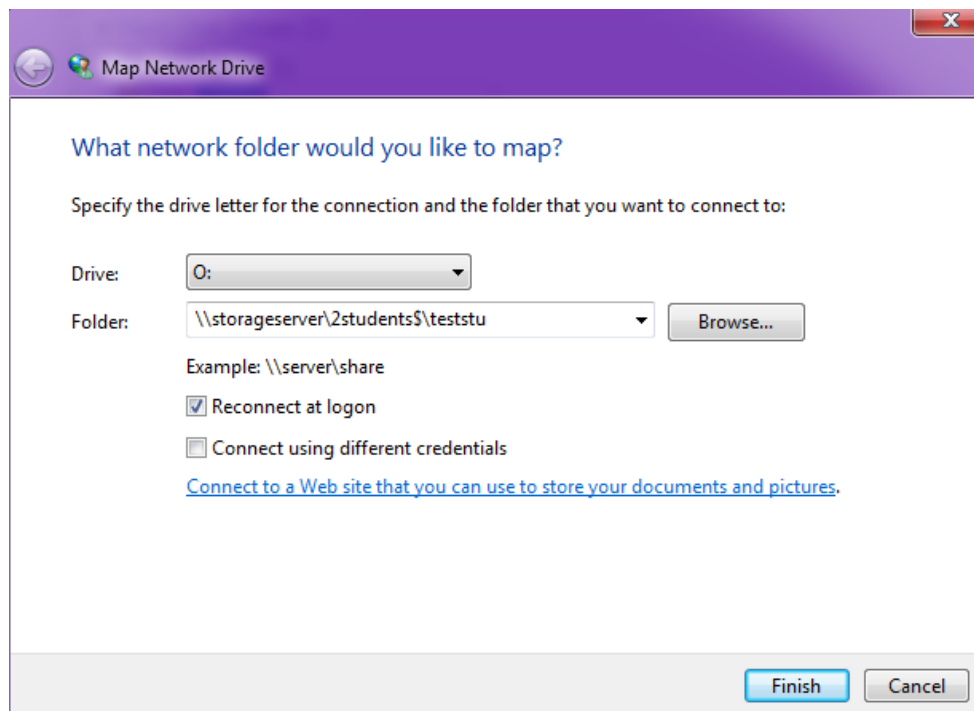 Map Network Drive
What network folder would you like to map?
Specify the drive letter for the connection and the folder that you want to connect to:
Drive: O:
Folder: \\storageserver\2students$\teststu Browse...
Example: \\server\share
Reconnect at logon
Connect using different credentials
Connect to a Web site that you can use to store your documents and pictures.
Finish Cancel